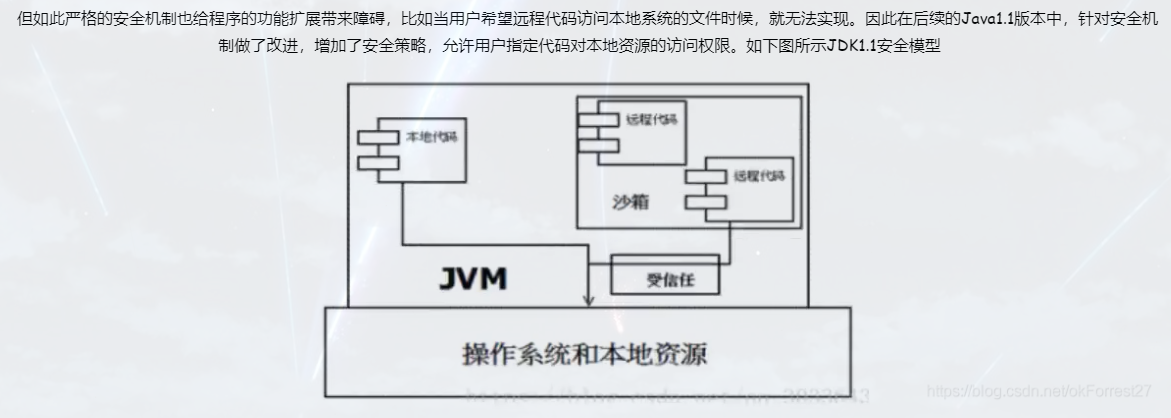 但如此严格的安全机制也给程序的功能扩展带来障碍，比如当用户希望远程代码访问本地系统的文件时候，就无法实现。因此在后续的Java1.1版本中，针对安全机
制做了改进，增加了安全策略，允许用户指定代码对本地资源的访问权限。如下图所示JDK1.1安全模型
本地代码
远程代码
远程代码
沙箱
JVM
受信任
操作系统和本地资源
https://blog.csdn.net/okForrest27